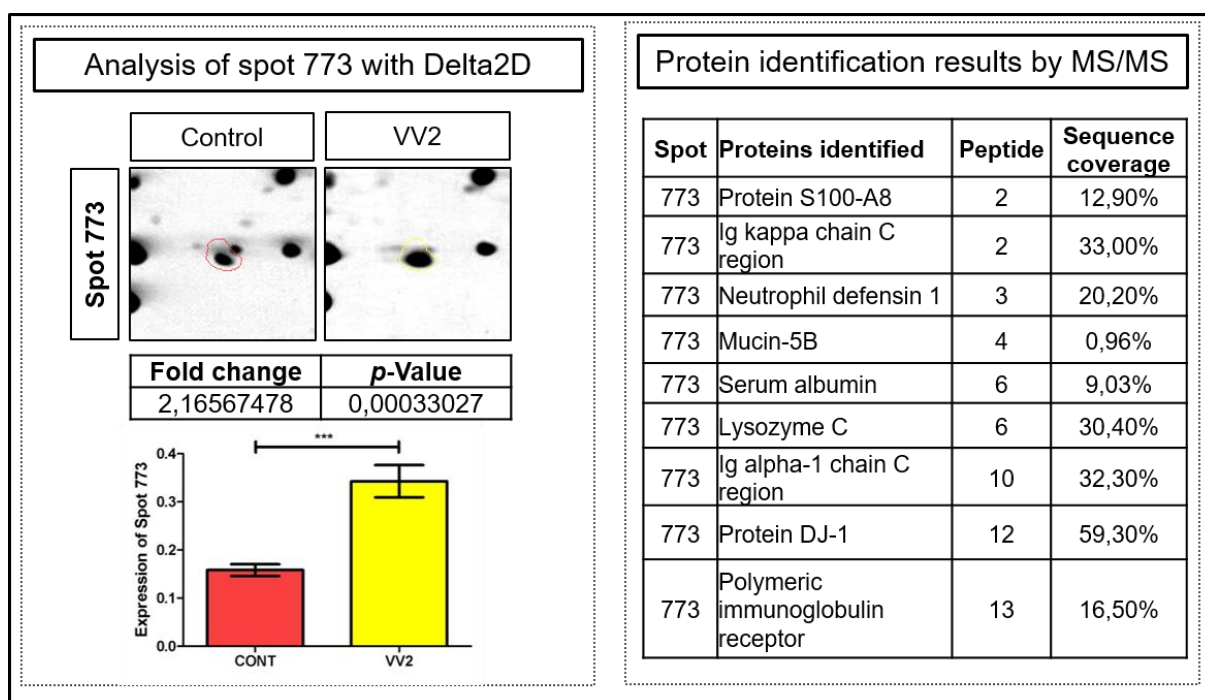 Analysis of spot 773 with Delta2D
Control
VV2
Spot 773
Fold change
p-Value
2,16567478
0,00033027
***
0.4
0.3
0.2
0.1
0.0
Expression of Spot 773
CONT
VV2
Protein identification results by MS/MS
Spot
Proteins identified
Peptide
Sequence
coverage
773
Protein S100-A8
2
12,90%
773
Ig kappa chain C
region
2
33,00%
773
Neutrophil defensin 1
3
20,20%
773
Mucin-5B
4
0,96%
773
Serum albumin
6
9,03%
773
Lysozyme C
6
30,40%
773
Ig alpha-1 chain C
region
10
32,30%
773
Protein DJ-1
12
59,30%
773
Polymeric
immunoglobulin
receptor
13
16,50%